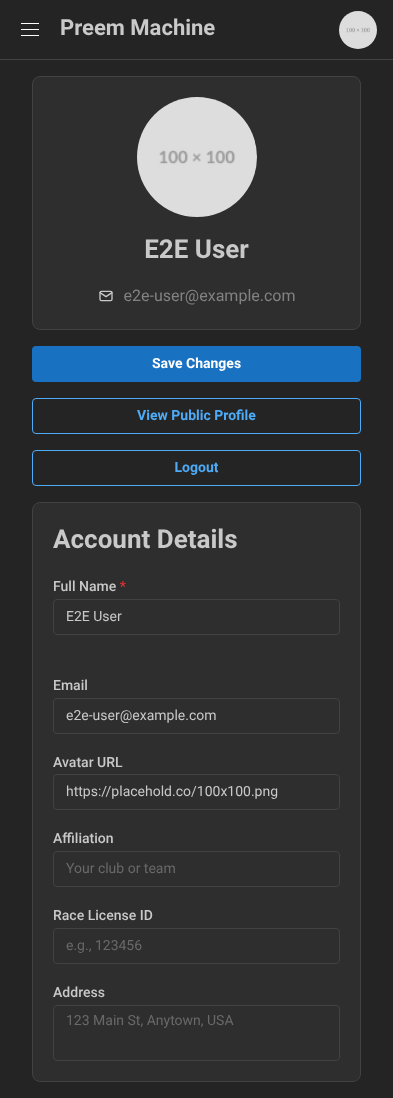 Preem Machine
100 × 100
100 × 100
E2E User
e2e-user@example.com
Save Changes
View Public Profile
Logout
Account Details
Full Name *
E2E User
Email
e2e-user@example.com
Avatar URL
https://placehold.co/100x100.png
Affiliation
Your club or team
Race License ID
e.g., 123456
Address
123 Main St, Anytown, USA